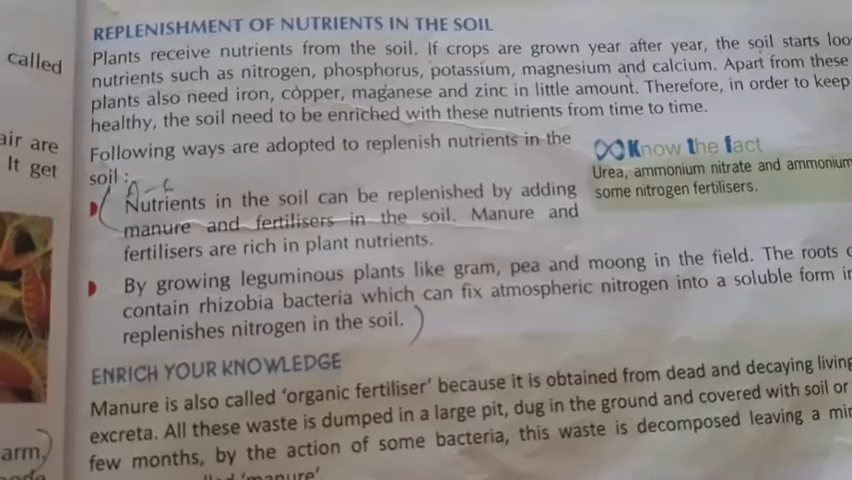 called
air are
It get
arm,
REPLENISHMENT OF NUTRIENTS IN THE SOIL
Plants receive nutrients from the soil. If crops are grown year after year, the soil starts loo
nutrients such as nitrogen, phosphorus, potassium, magnesium and calcium. Apart from these
plants also need iron, copper, maganese and zinc in little amount. Therefore, in order to keep
healthy, the soil need to be enriched with these nutrients from time to time.
Following ways are adopted to replenish nutrients in the
soil :
Nutrients in the soil can be replenished by adding
manure and fertilisers in the soil. Manure and
fertilisers are rich in plant nutrients.
Know the fact
Urea, ammonium nitrate and ammonium
some nitrogen fertilisers.
By growing leguminous plants like gram, pea and moong in the field. The roots
contain rhizobia bacteria which can fix atmospheric nitrogen into a soluble form
replenishes nitrogen in the soil.
ENRICH YOUR KNOWLEDGE
Manure is also called 'organic fertiliser' because it is obtained from dead and decaying living
excreta. All these waste is dumped in a large pit, dug in the ground and covered with soil or
few months, by the action of some bacteria, this waste is decomposed leaving a
'manure'